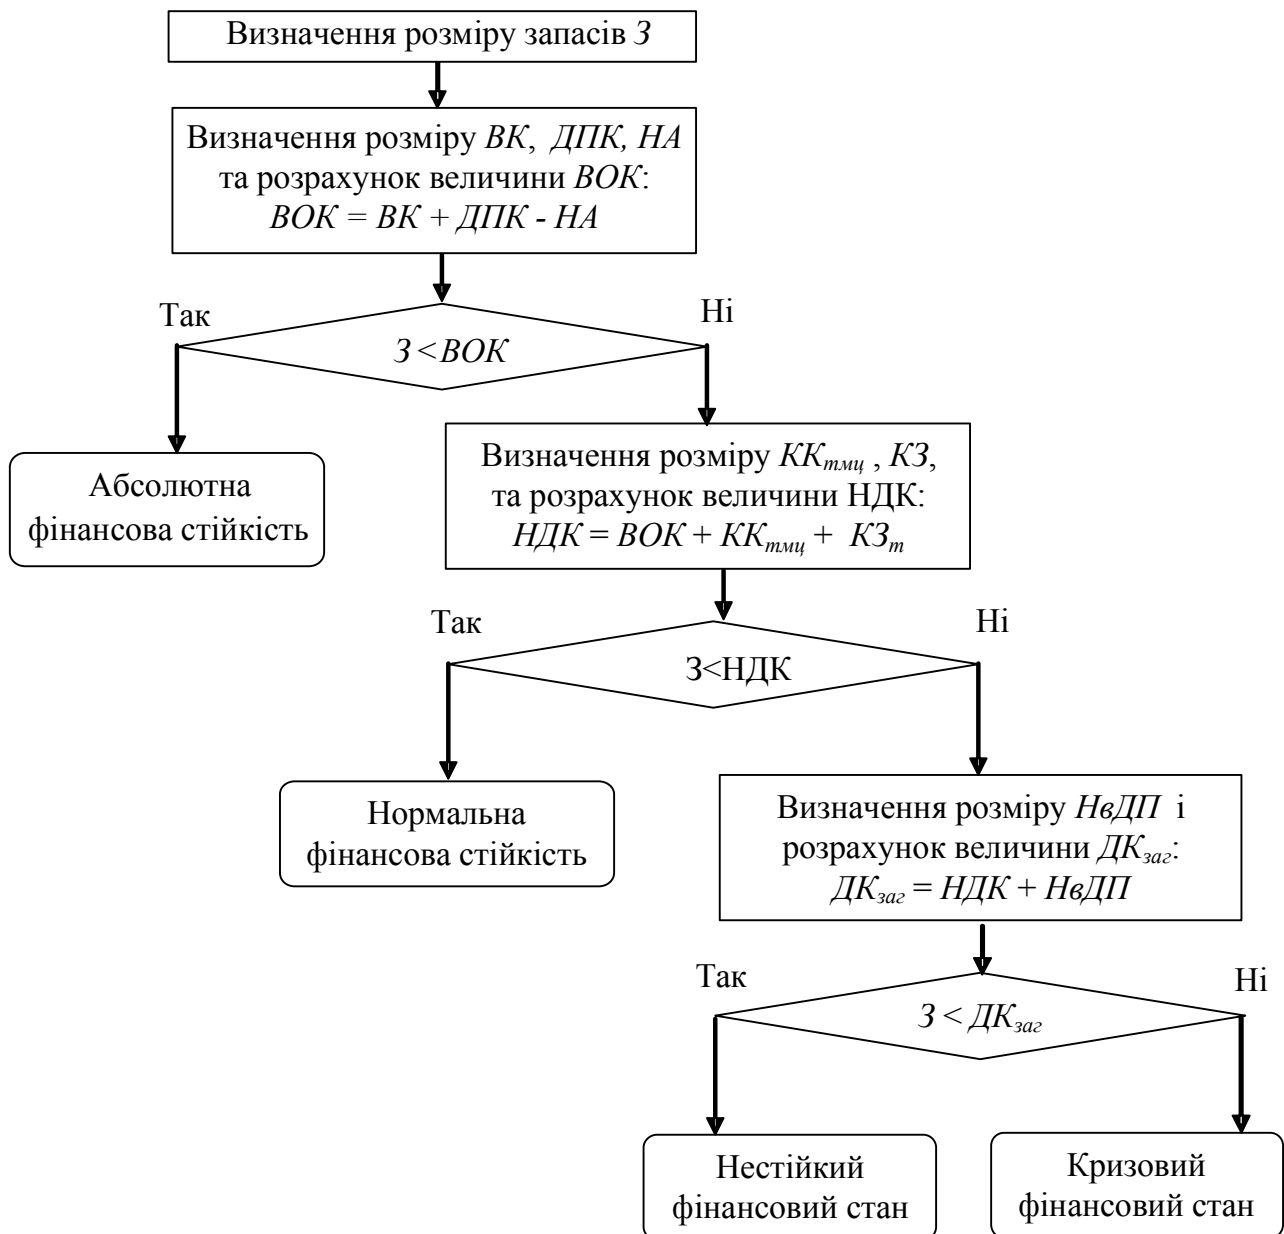 Визначення розміру запасів З
Визначення розміру ВК, ДПК, НА
та розрахунок величини ВОК:
ВОК = ВК + ДПК - НА
Так
Ні
З < ВОК
Абсолютна
фінансова стійкість
Визначення розміру ККтмц , КЗ,
та розрахунок величини НДК:
НДК = ВОК + ККтмц + КЗт
Так
Ні
З<НДК
Нормальна
фінансова стійкість
Визначення розміру НвДП і
розрахунок величини ДКзаг:
ДКзаг = НДК + НвДП
Так
Ні
З < ДКзаг
Нестійкий
фінансовий стан
Кризовий
фінансовий стан